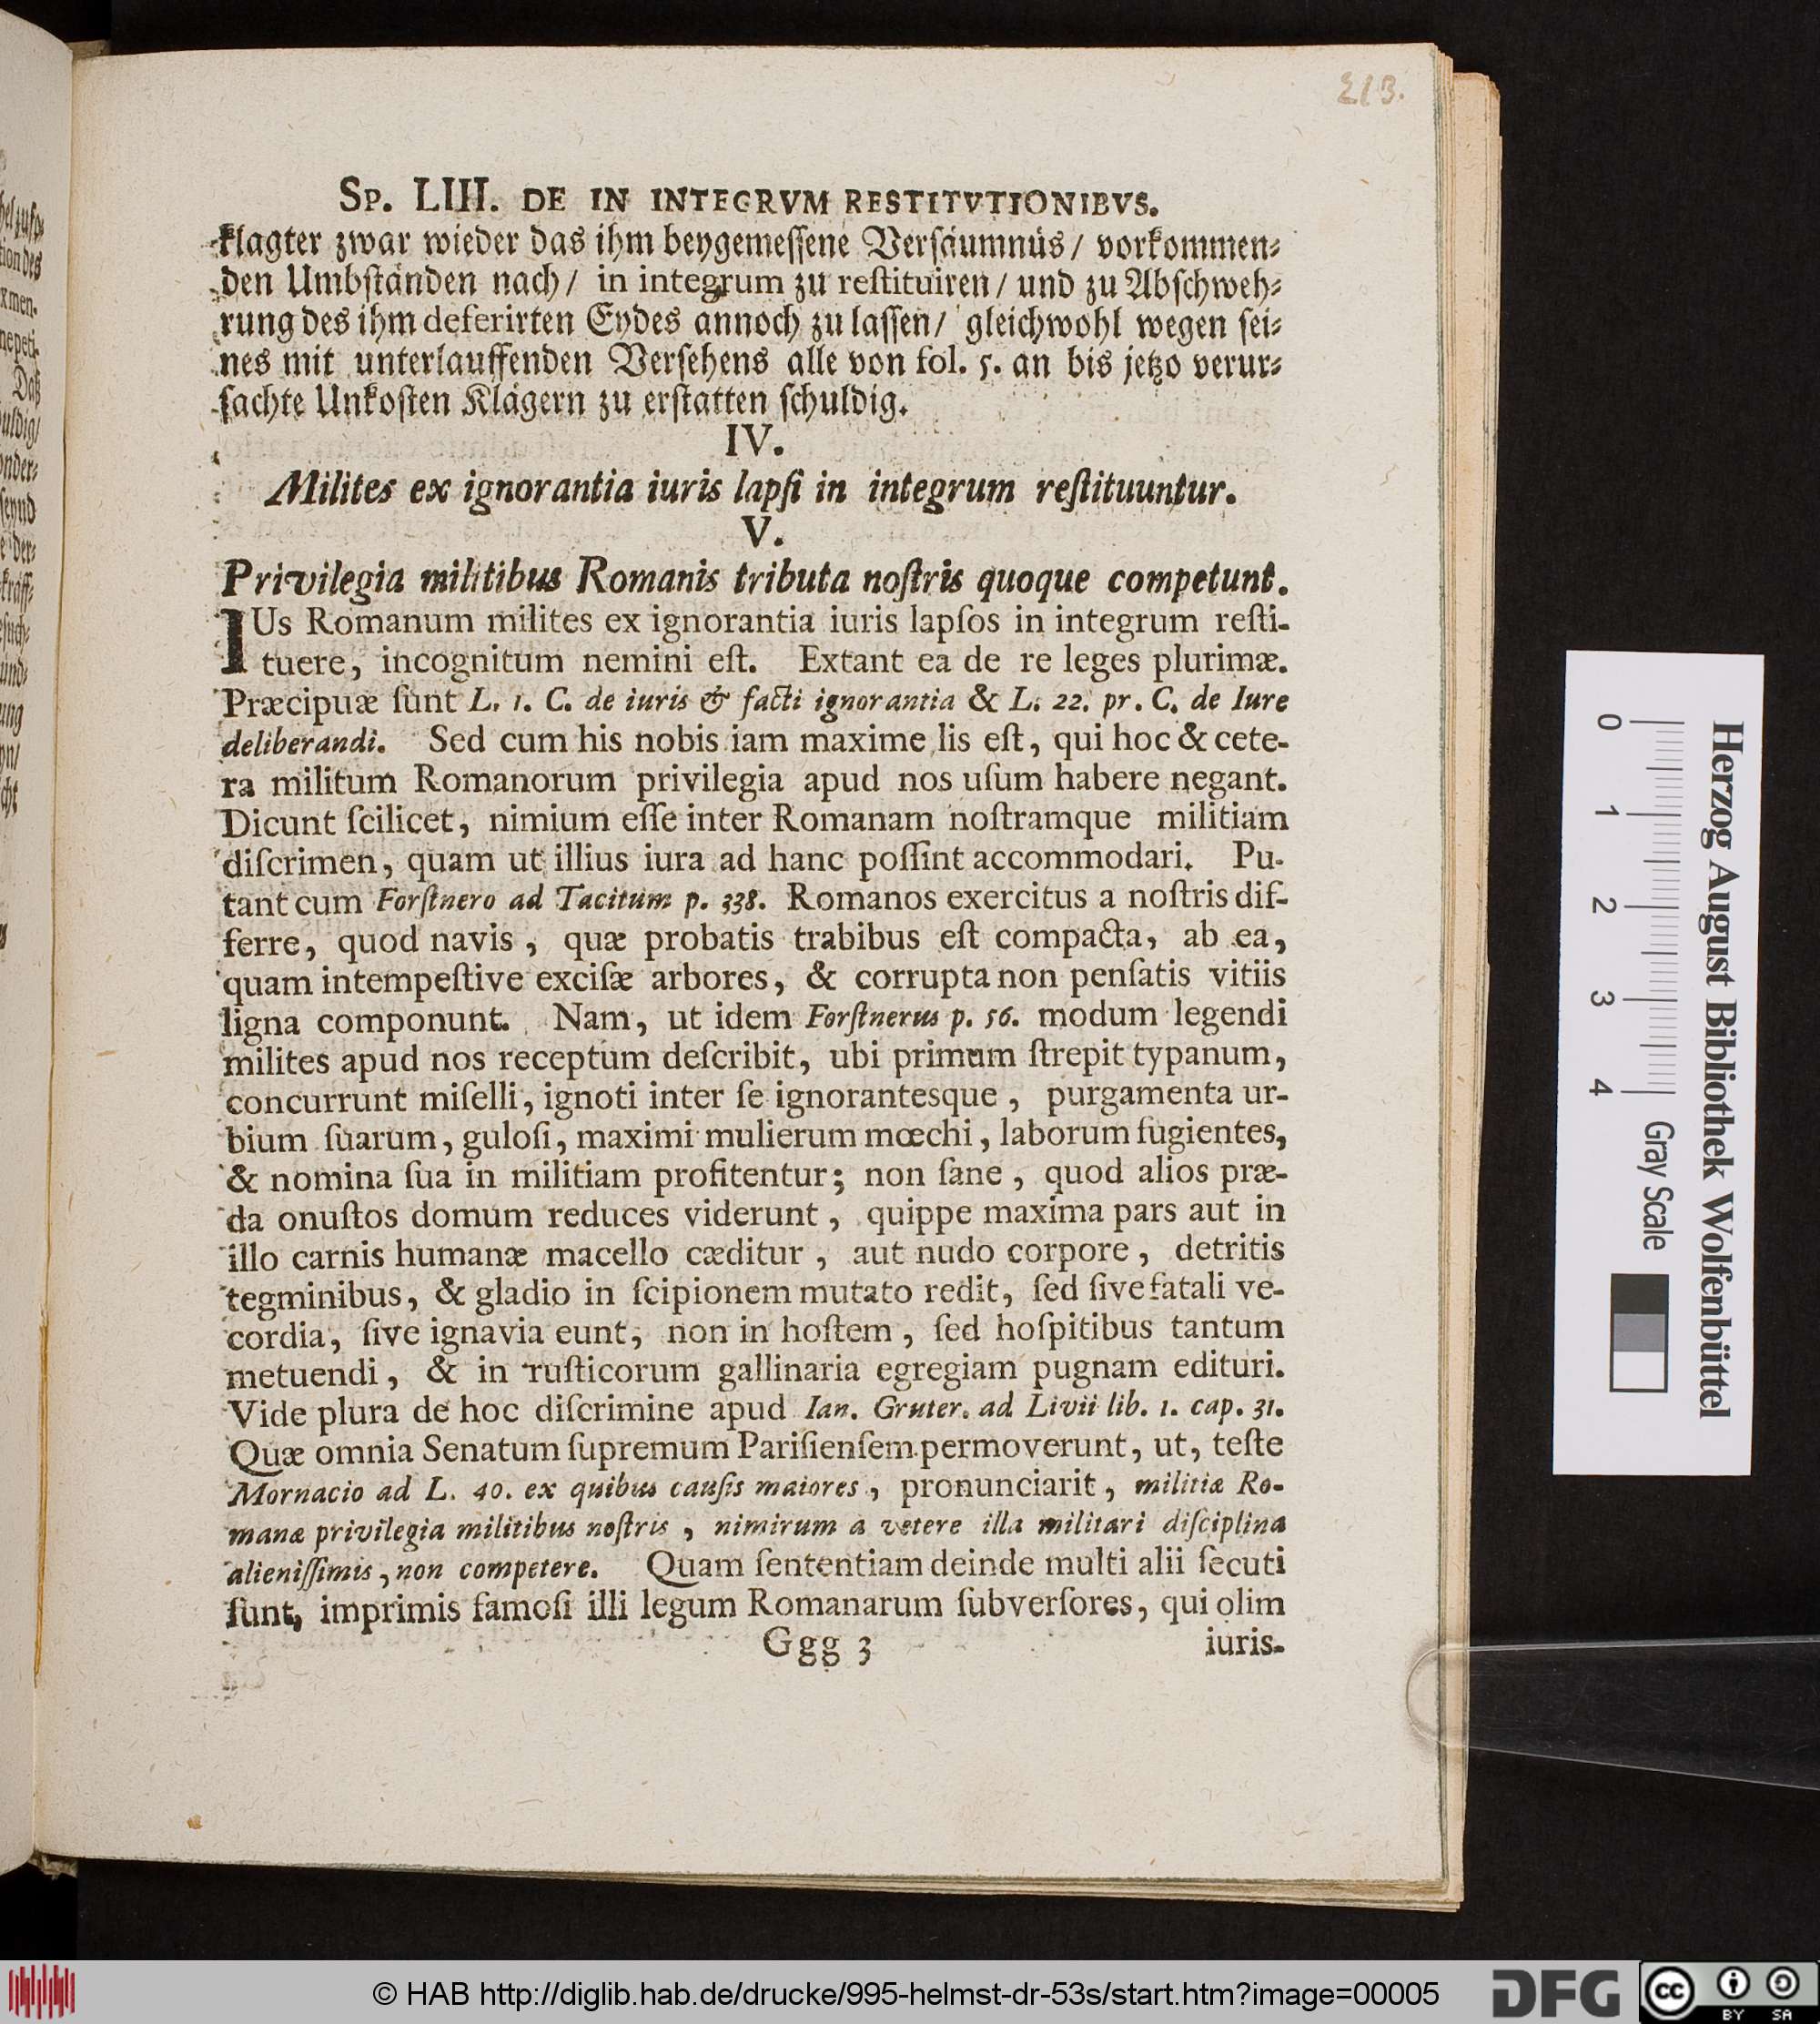 213.
Sp. LIII. DE IN INTEGRVM RESTITVTIONIBVS.
klagter zwar wieder das ihm beygemessene Versäumnüs / vorkommen-
den Umbständen nach / in integrum zu restituiren / und zu Abschweh-
rung des ihm deferirten Eydes annoch zu lassen / gleichwohl wegen sei-
nes mit unterlauffenden Versehens alle von fol. 5. an bis jetzo verur-
sachte Unkosten Klägern zu erstatten schuldig.
IV.
Milites ex ignorantia iuris lapſi in integrum reſtituuntur.
V.
Privilegia militibus Romanis tributa noſtris quoque competunt.
IUs Romanum milites ex ignorantia iuris lapſos in integrum reſti-
tuere, incognitum nemini eſt. Extant ea de re leges plurimæ.
Præcipuæ ſunt L. 1. C. de iuris & facti ignorantia & L. 22. pr. C. de Iure
deliberandi. Sed cum his nobis iam maxime lis eſt, qui hoc & cete-
ra militum Romanorum privilegia apud nos uſum habere negant.
Dicunt ſcilicet, nimium eſſe inter Romanam noſtramque militiam
diſcrimen, quam ut illius iura ad hanc poſſint accommodari. Pu-
tant cum Forſtnero ad Tacitum p. 338. Romanos exercitus a noſtris dif-
ferre, quod navis, quæ probatis trabibus eſt compacta, ab ea,
quam intempeſtive exciſæ arbores, & corrupta non penſatis vitiis
ligna componunt. Nam, ut idem Forſtnerus p. 56. modum legendi
milites apud nos receptum deſcribit, ubi primum ſtrepit typanum,
concurrunt miſelli, ignoti inter ſe ignorantesque, purgamenta ur-
bium ſuarum, guloſi, maximi mulierum mœchi, laborum fugientes,
& nomina ſua in militiam profitentur; non ſane, quod alios præ-
da onuſtos domum reduces viderunt, quippe maxima pars aut in
illo carnis humanæ macello cæditur, aut nudo corpore, detritis
tegminibus, & gladio in ſcipionem mutato redit, ſed ſive fatali ve-
cordia, ſive ignavia eunt, non in hoſtem, ſed hoſpitibus tantum
metuendi, & in ruſticorum gallinaria egregiam pugnam edituri.
Vide plura de hoc diſcrimine apud Ian. Gruter. ad Livii lib. 1. cap. 31.
Quæ omnia Senatum ſupremum Pariſienſem permoverunt, ut, teſte
Mornacio ad L. 40. ex quibus cauſis maiores, pronunciarit, militiæ Ro-
manæ privilegia militibus noſtris, nimirum a vetere illa militari diſciplina
alieniſſimis, non competere. Quam ſententiam deinde multi alii ſecuti
ſunt, imprimis famoſi illi legum Romanarum ſubverſores, qui olim
Ggg 3 iuris-
Herzog August Bibliothek Wolfenbüttel
0 1 2 3 4 Gray Scale
© HAB http://diglib.hab.de/drucke/995-helmst-dr-53s/start.htm?image=00005
DFG
cc BY SA